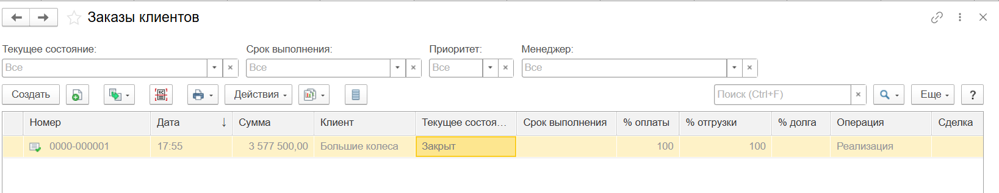 Заказы клиентов
Текущее состояние: Срок выполнения: Приоритет: Менеджер:
Все Все Все Все
Создать 1С Действия Поиск (Ctrl+F) Еще ?
Номер Дата Сумма Клиент Текущее состоя... Срок выполнения % оплаты % отгрузки % долга Операция Сделка
0000-000001 17:55 3 577 500,00 Большие колеса Закрыт 100 100 Реализация